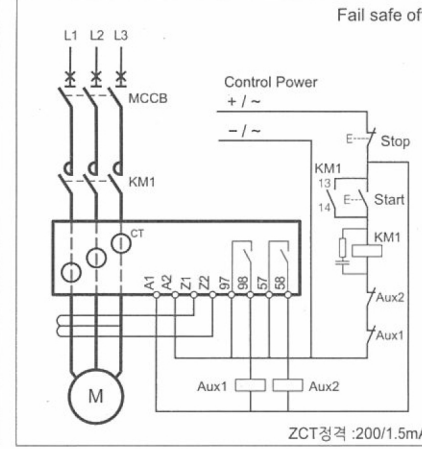 Fail safe of
L1 L2 L3
MCCB
Control Power
+ / ~
− / ~
E
Stop
KM1
KM1
13
14
E
Start
KM1
CT
A1
A2
Z1
Z2
97
98
57
58
Aux2
Aux1
M
Aux1
Aux2
ZCT정격 :200/1.5mA